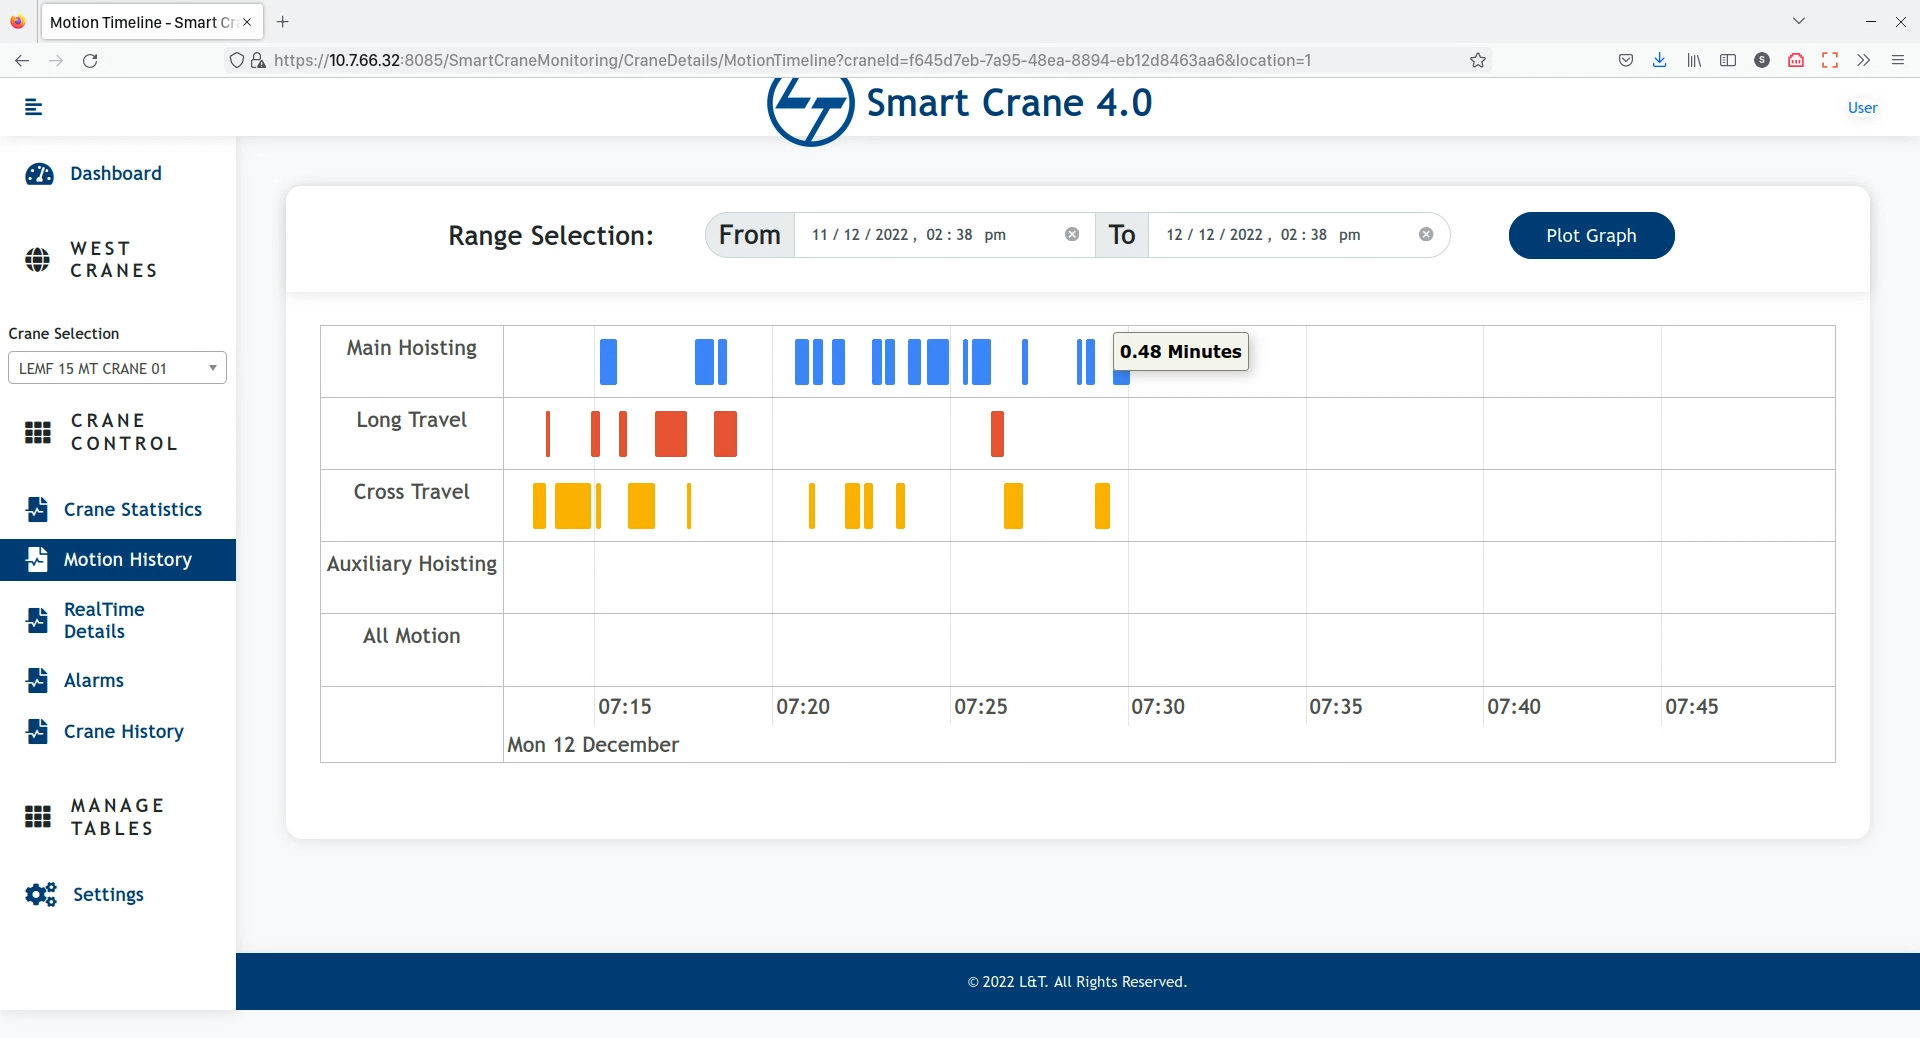 Motion Timeline - Smart Cr
https://10.7.66.32:8085/SmartCraneMonitoring/CraneDetails/MotionTimeline?craneId=f645d7eb-7a95-48ea-8894-eb12d8463aa6&location=1
S
LT Smart Crane 4.0
User
Dashboard
WEST
CRANES
Crane Selection
LEMF 15 MT CRANE 01
CRANE
CONTROL
Crane Statistics
Motion History
RealTime
Details
Alarms
Crane History
MANAGE
TABLES
Settings
Range Selection: From 11 / 12 / 2022 , 02 : 38 pm To 12 / 12 / 2022 , 02 : 38 pm Plot Graph
Main Hoisting
0.48 Minutes
Long Travel
Cross Travel
Auxiliary Hoisting
All Motion
07:15 07:20 07:25 07:30 07:35 07:40 07:45
Mon 12 December
© 2022 L&T. All Rights Reserved.